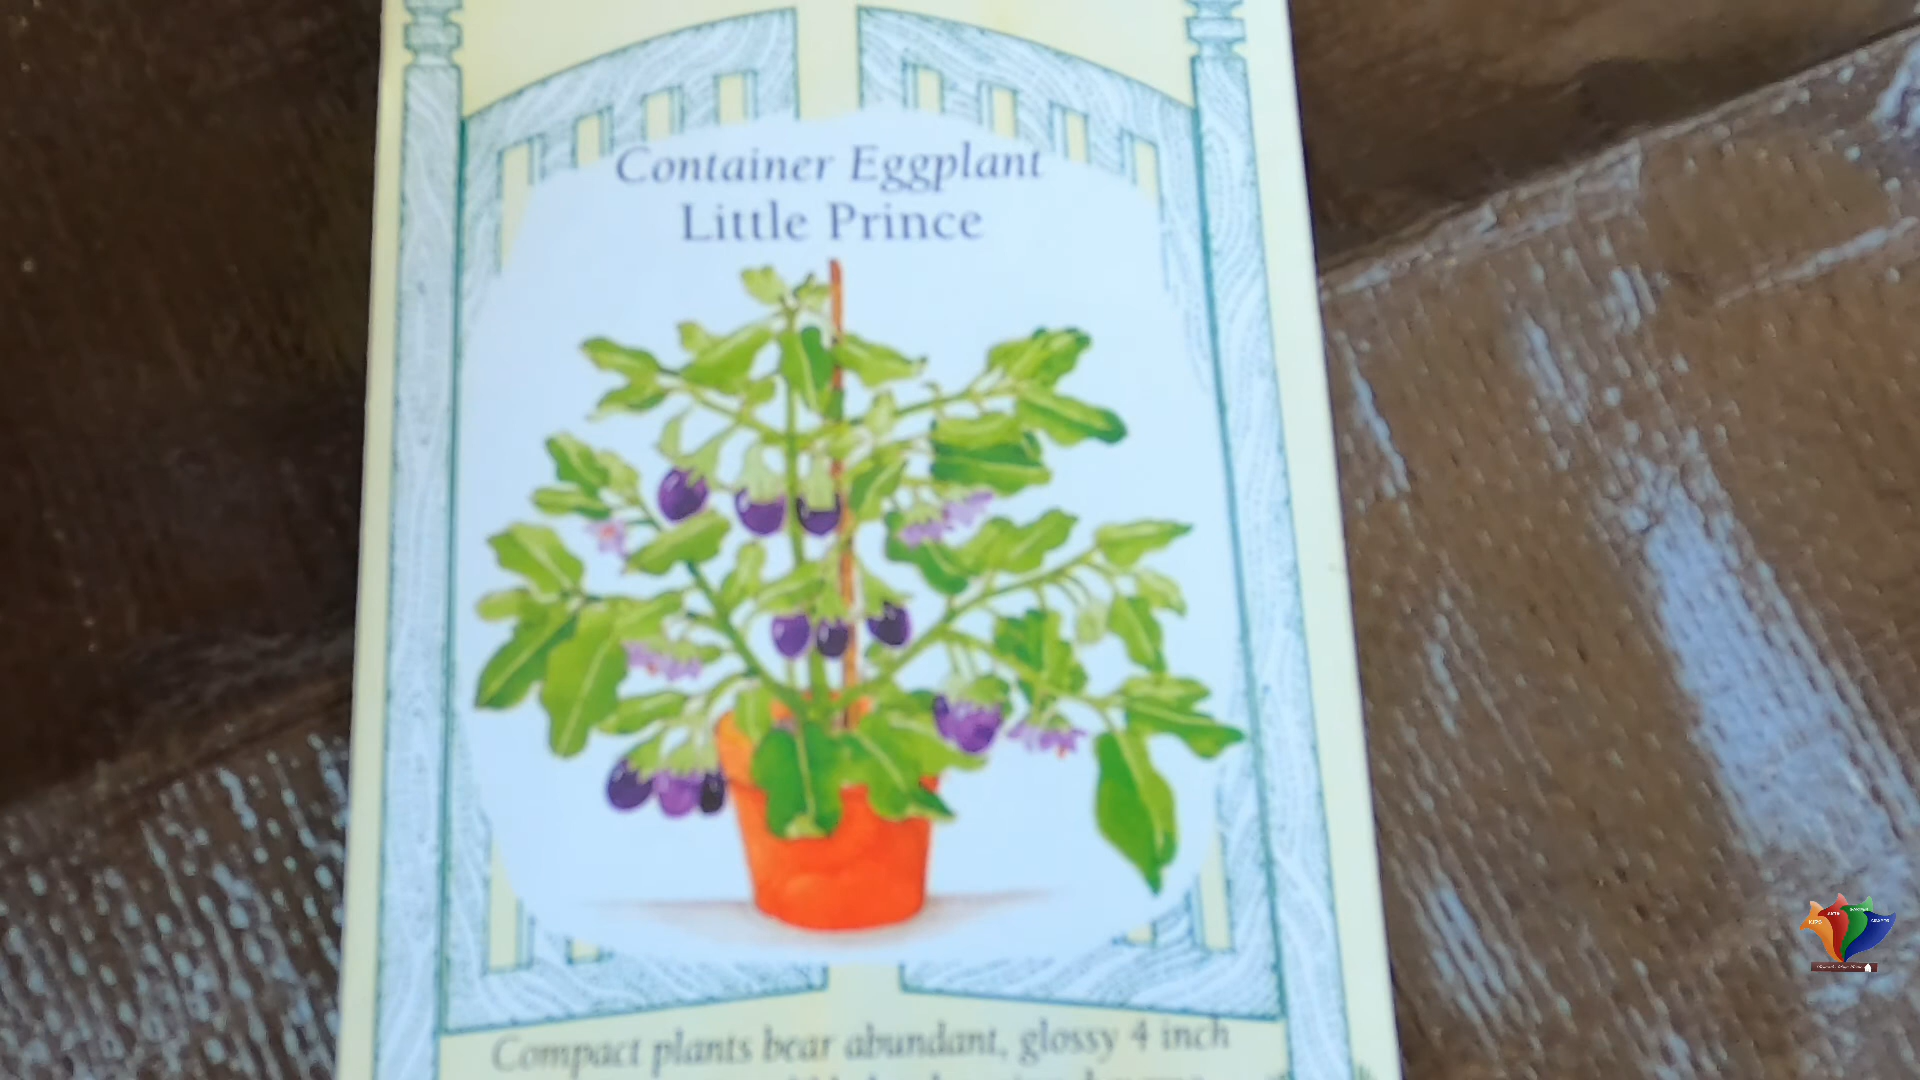 Container Eggplant
Little Prince
Compact plants bear abundant, glossy 4 inch